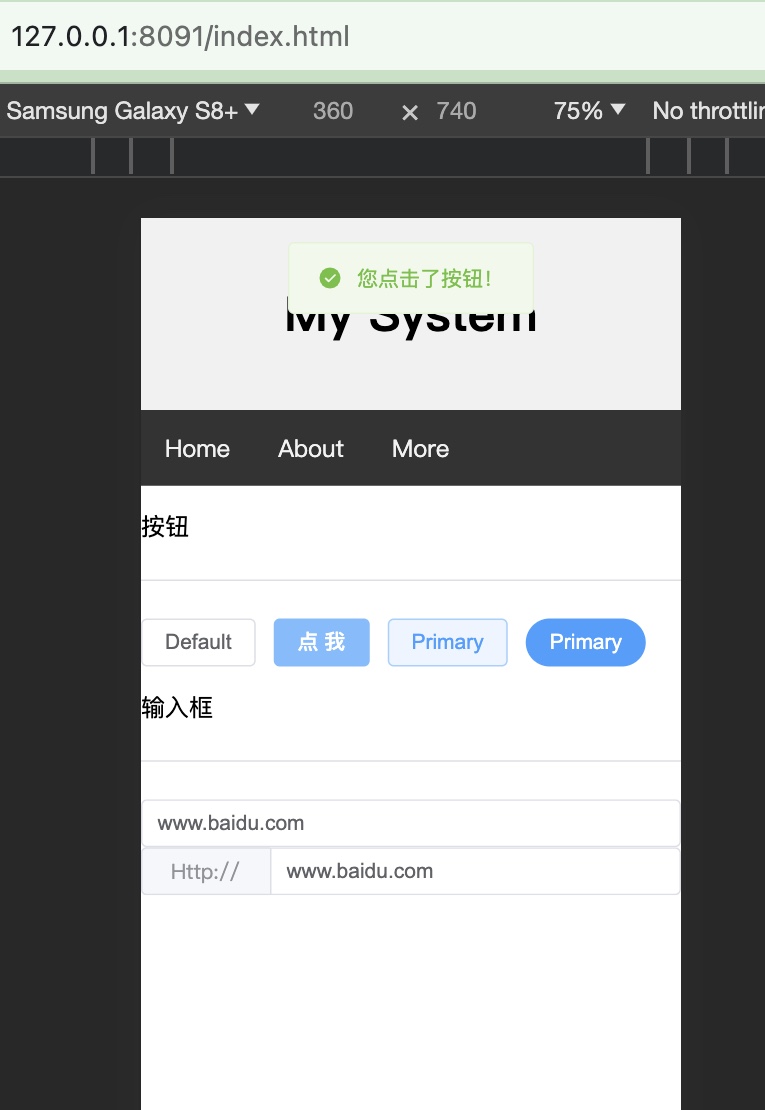 127.0.0.1:8091/index.html
Samsung Galaxy S8+ 360 × 740 75% No throttlin
您点击了按钮!
My System
Home About More
按钮
Default 点 我 Primary Primary
输入框
www.baidu.com
Http:// www.baidu.com